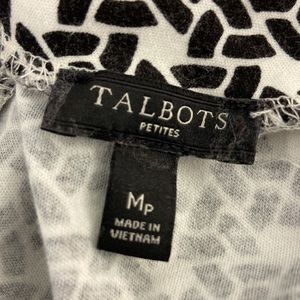 TALBOTS
PETITES
MP
MADE IN
VIETNAM